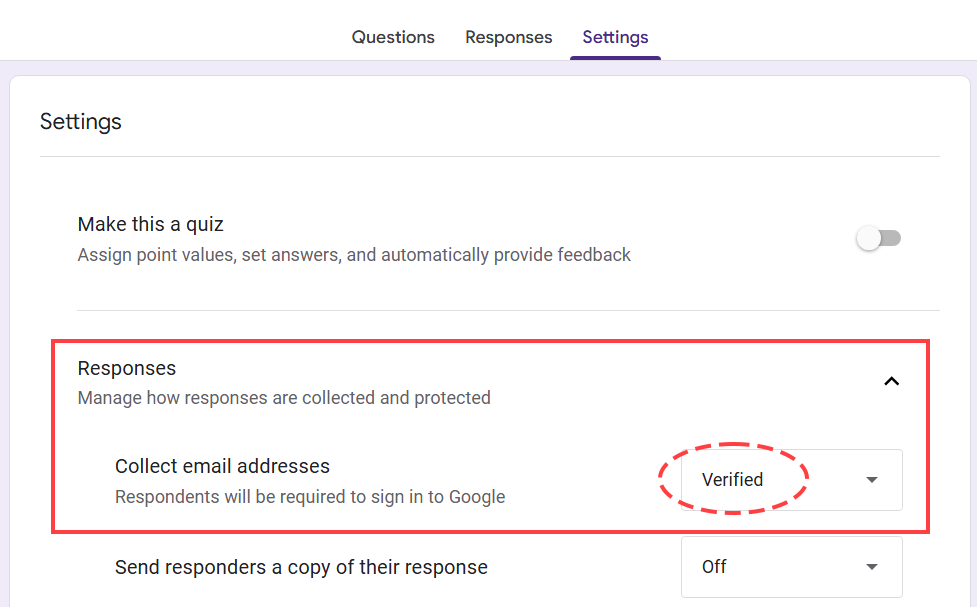 Questions Responses Settings
Settings
Make this a quiz
Assign point values, set answers, and automatically provide feedback
Responses
Manage how responses are collected and protected
Collect email addresses
Respondents will be required to sign in to Google
Verified
Send responders a copy of their response
Off